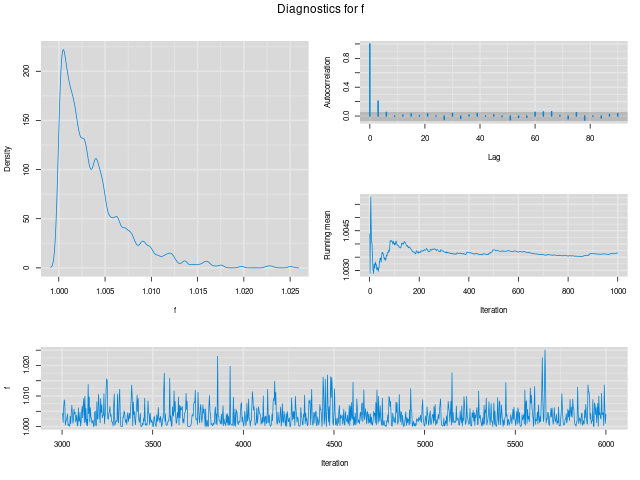 Diagnostics for f
Density
0 50 100 150 200
1.000 1.005 1.010 1.015 1.020 1.025
f
Autocorrelation
0.0 0.4 0.8
0 20 40 60 80
Lag
Running mean
1.0030 1.0045
0 200 400 600 800 1000
Iteration
f
1.000 1.010 1.020
3000 3500 4000 4500 5000 5500 6000
Iteration